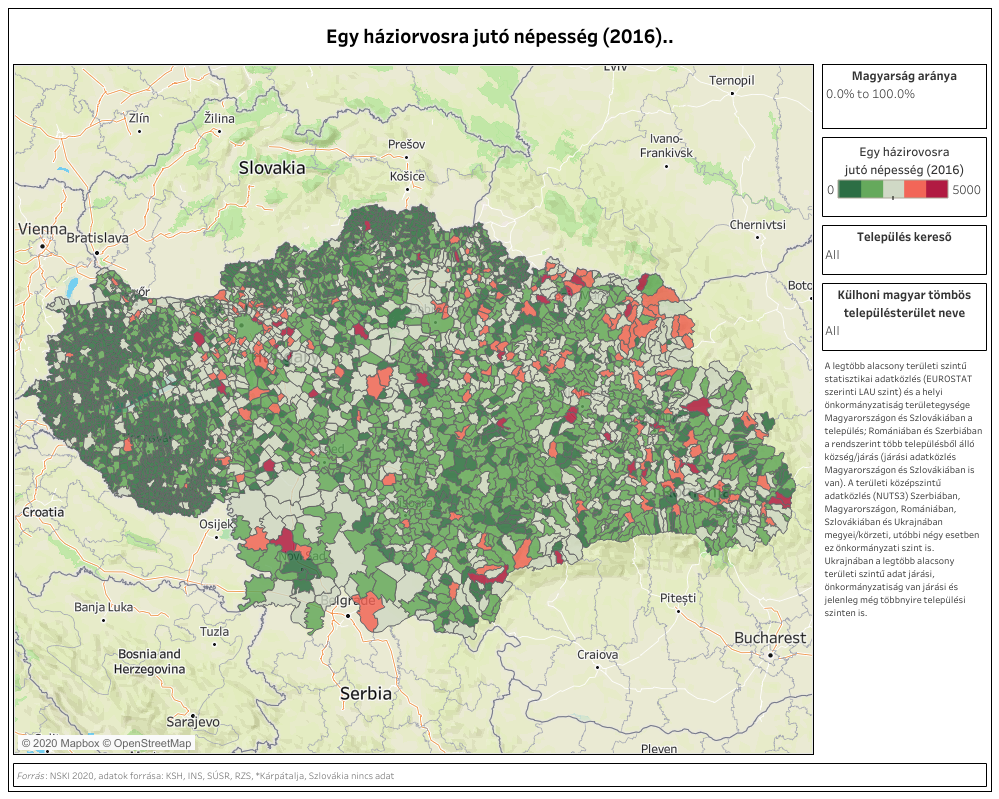 Egy háziorvosra jutó népesség (2016)..
Lviv
Ternopil
Zlín
Žilina
Ivano-
Frankivsk
Prešov
Slovakia
Košice
Chernivtsi
Vienna
Bratislava
Boto
Osijek
Croatia
Novi Sad
Belgrade
Banja Luka
Tuzla
Pitești
Bosnia and
Herzegovina
Craiova
Bucharest
Serbia
Sarajevo
Pleven
© 2020 Mapbox © OpenStreetMap
Magyarság aránya
0.0% to 100.0%
Egy házirovosra
jutó népesség (2016)
0 5000
Település kereső
All
Külhoni magyar tömbös
településterület neve
All
A legtöbb alacsony területi szintű
statisztikai adatközlés (EUROSTAT
szerinti LAU szint) és a helyi
önkormányzatiság területegysége
Magyarországon és Szlovákiában a
település; Romániában és Szerbiában
a rendszerint több településből álló
község/járás (járási adatközlés
Magyarországon és Szlovákiában is
van). A területi középszintű
adatközlés (NUTS3) Szerbiában,
Magyarországon, Romániában,
Szlovákiában és Ukrajnában
megyei/körzeti, utóbbi négy esetben
ez önkormányzati szint is.
Ukrajnában a legtöbb alacsony
területi szintű adat járási,
önkormányzatiság van járási és
jelenleg még többnyire települési
szinten is.
Forrás: NSKI 2020, adatok forrása: KSH, INS, SÚSR, RZS, *Kárpátalja, Szlovákia nincs adat